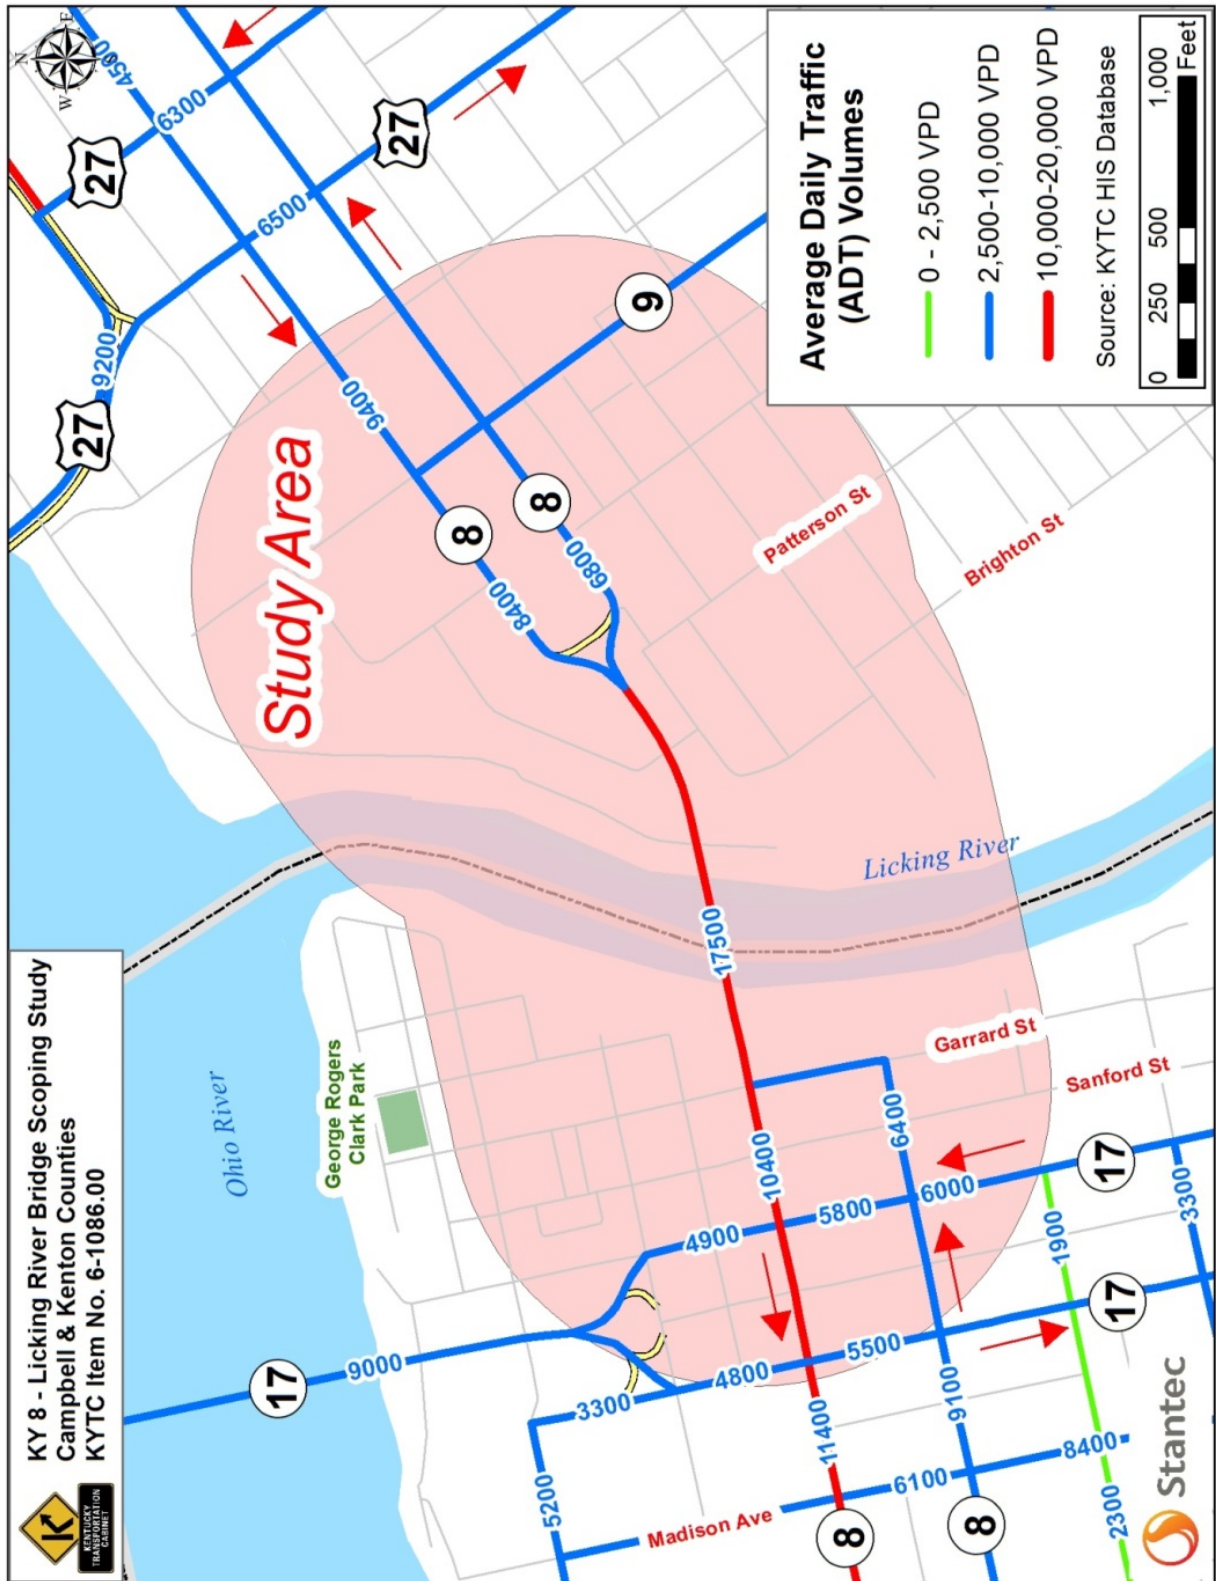 KY 8 - Licking River Bridge Scoping Study
Campbell & Kenton Counties
KYTC Item No. 6-1086.00
KENTUCKY
TRANSPORTATION
CABINET
N
E
S
W
Ohio River
George Rogers
Clark Park
Study Area
Licking River
27
27
27
9200
6300
6500
4500
9400
8400
6800
8
8
9
Patterson St
Brighton St
17500
Garrard St
Sanford St
17
9000
3300
5200
4900
4800
10400
5800
5500
6400
6000
11400
9100
6100
8400
1900
2300
3300
17
17
8
8
Madison Ave
Stantec
Average Daily Traffic
(ADT) Volumes
0 - 2,500 VPD
2,500-10,000 VPD
10,000-20,000 VPD
Source: KYTC HIS Database
0 250 500 1,000
Feet